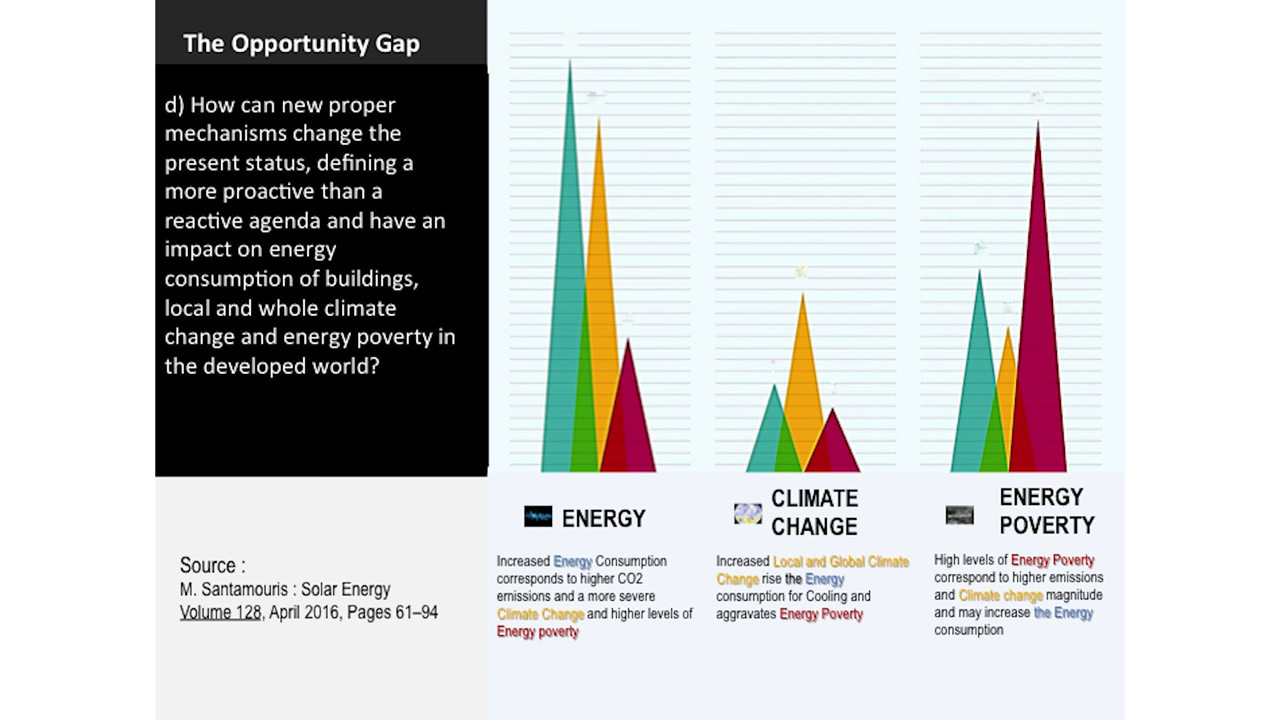 The Opportunity Gap
d) How can new proper
mechanisms change the
present status, defining a
more proactive than a
reactive agenda and have an
impact on energy
consumption of buildings,
local and whole climate
change and energy poverty in
the developed world?
Source :
M. Santamouris : Solar Energy
Volume 128, April 2016, Pages 61–94
ENERGY
Increased Energy Consumption
corresponds to higher CO2
emissions and a more severe
Climate Change and higher levels of
Energy poverty
CLIMATE
CHANGE
Increased Local and Global Climate
Change rise the Energy
consumption for Cooling and
aggravates Energy Poverty
ENERGY
POVERTY
High levels of Energy Poverty
correspond to higher emissions
and Climate change magnitude
and may increase the Energy
consumption